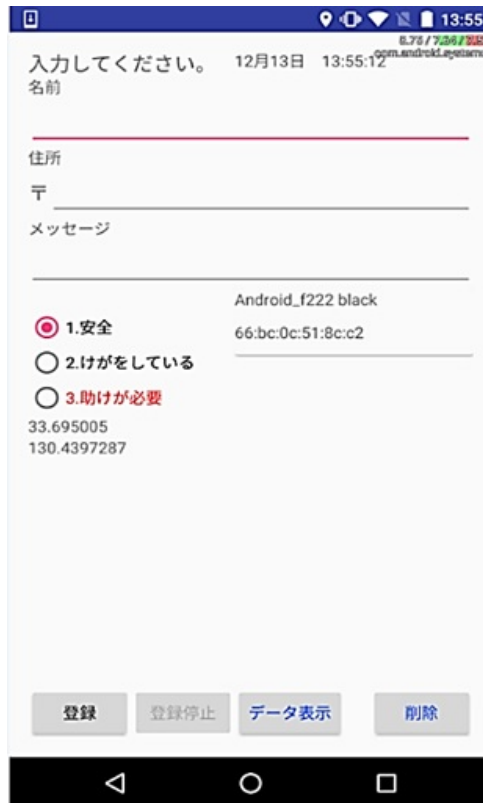 13:55
入力してください。 12月13日 13:55:12
名前
住所
〒
メッセージ
Android_f222 black
66:bc:0c:51:8c:c2
1.安全
2.けがをしている
3.助けが必要
33.695005
130.4397287
登録 登録停止 データ表示 削除